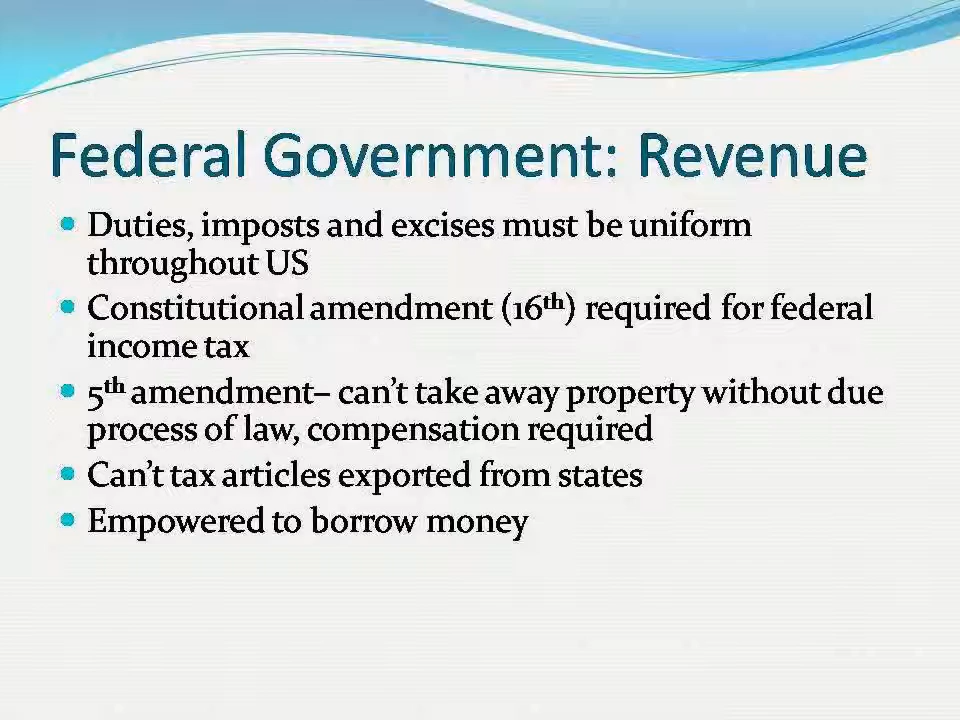 Federal Government: Revenue
• Duties, imposts and excises must be uniform
throughout US
• Constitutional amendment (16th) required for federal
income tax
• 5th amendment– can't take away property without due
process of law, compensation required
• Can't tax articles exported from states
• Empowered to borrow money